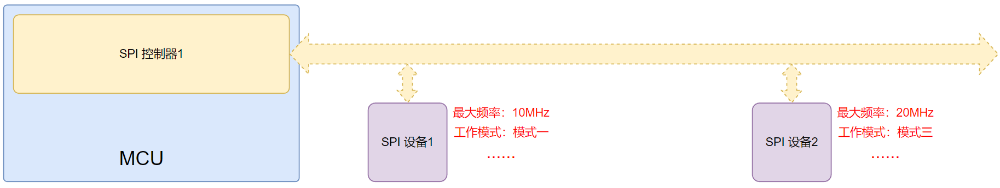 SPI 控制器1
MCU
SPI 设备1
最大频率：10MHz
工作模式：模式一
......
SPI 设备2
最大频率：20MHz
工作模式：模式三
......